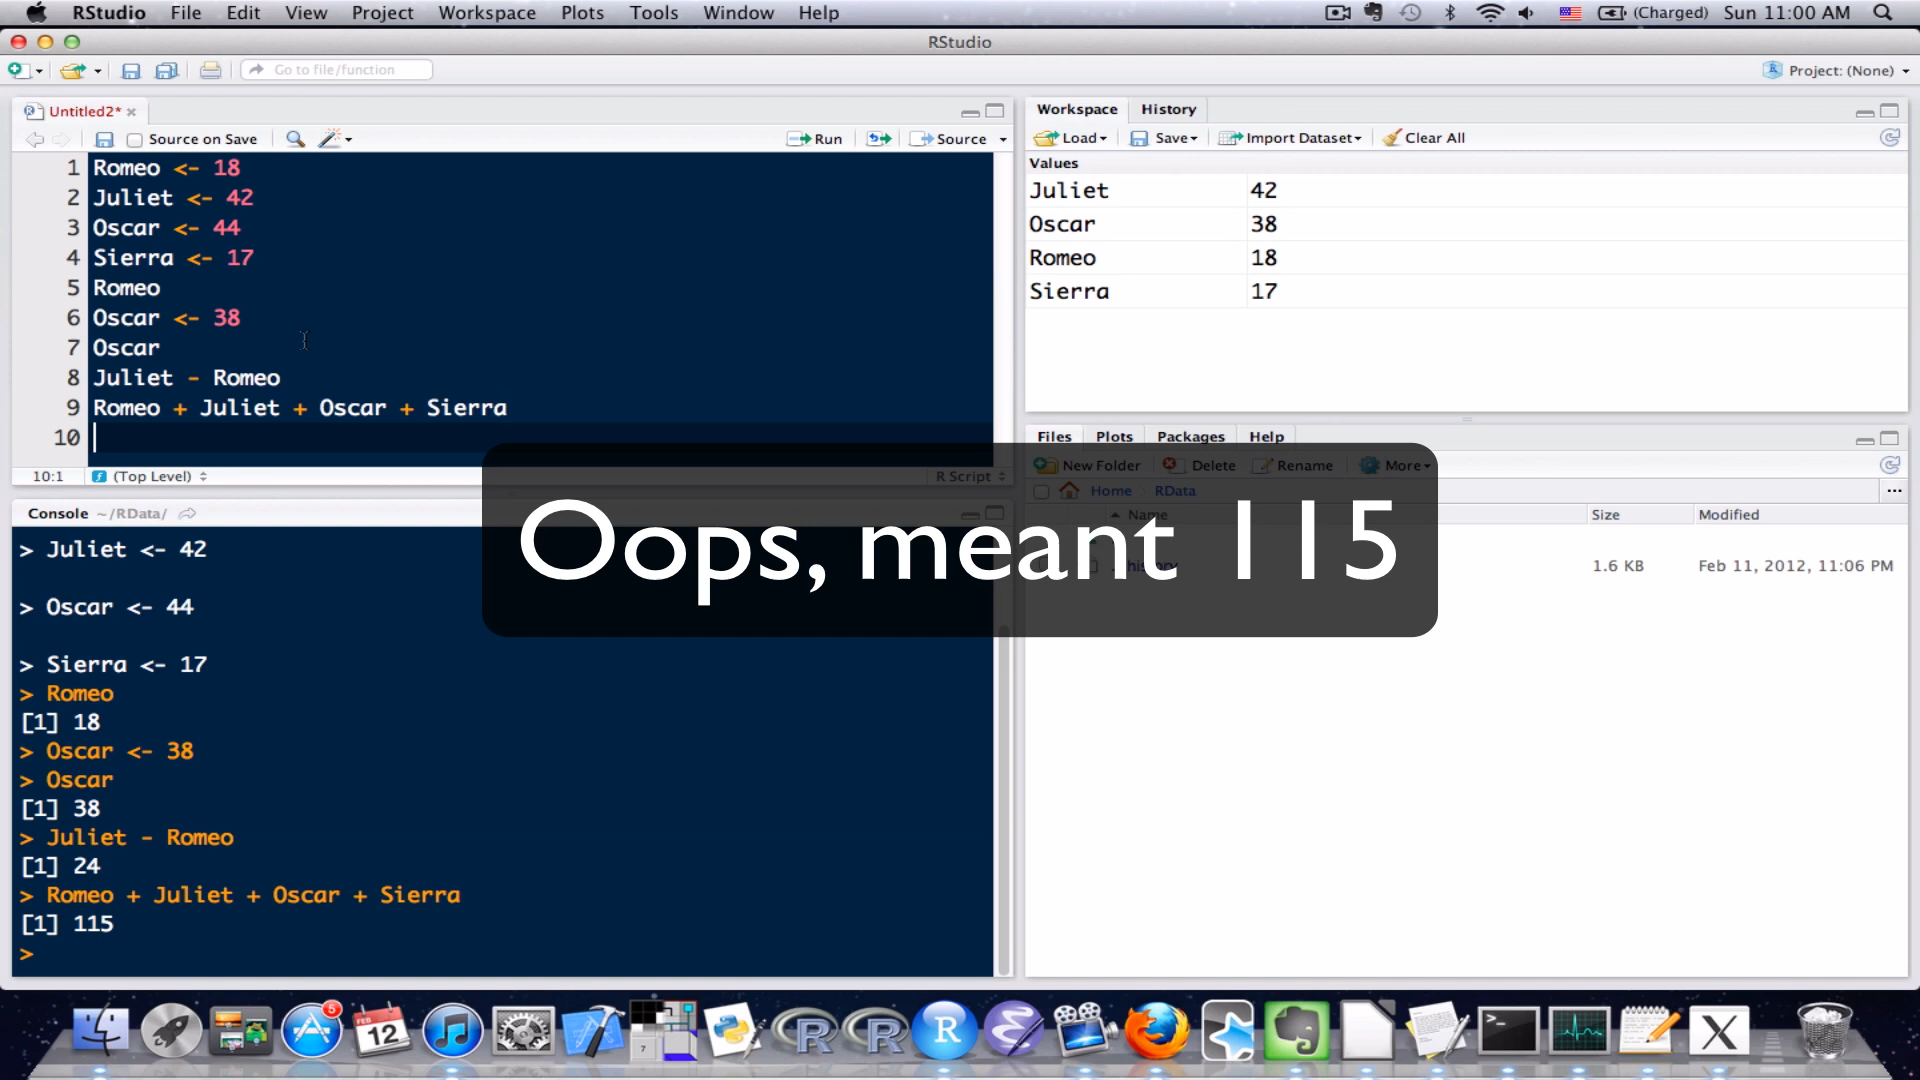 RStudio File Edit View Project Workspace Plots Tools Window Help (Charged) Sun 11:00 AM
RStudio
Go to file/function Project: (None)
Untitled2*
Source on Save Run Source
1 Romeo <- 18
2 Juliet <- 42
3 Oscar <- 44
4 Sierra <- 17
5 Romeo
6 Oscar <- 38
7 Oscar
8 Juliet - Romeo
9 Romeo + Juliet + Oscar + Sierra
10
10:1 (Top Level) R Script
Console ~/RData/
> Juliet <- 42
> Oscar <- 44
> Sierra <- 17
> Romeo
[1] 18
> Oscar <- 38
> Oscar
[1] 38
> Juliet - Romeo
[1] 24
> Romeo + Juliet + Oscar + Sierra
[1] 115
>
Workspace History
Load Save Import Dataset Clear All
Values
Juliet 42
Oscar 38
Romeo 18
Sierra 17
Files Plots Packages Help
New Folder Delete Rename More
Home RData ...
Name Size Modified
1.6 KB Feb 11, 2012, 11:06 PM
Oops, meant 115
5
FEB
12
7
R
R
R
>_
X